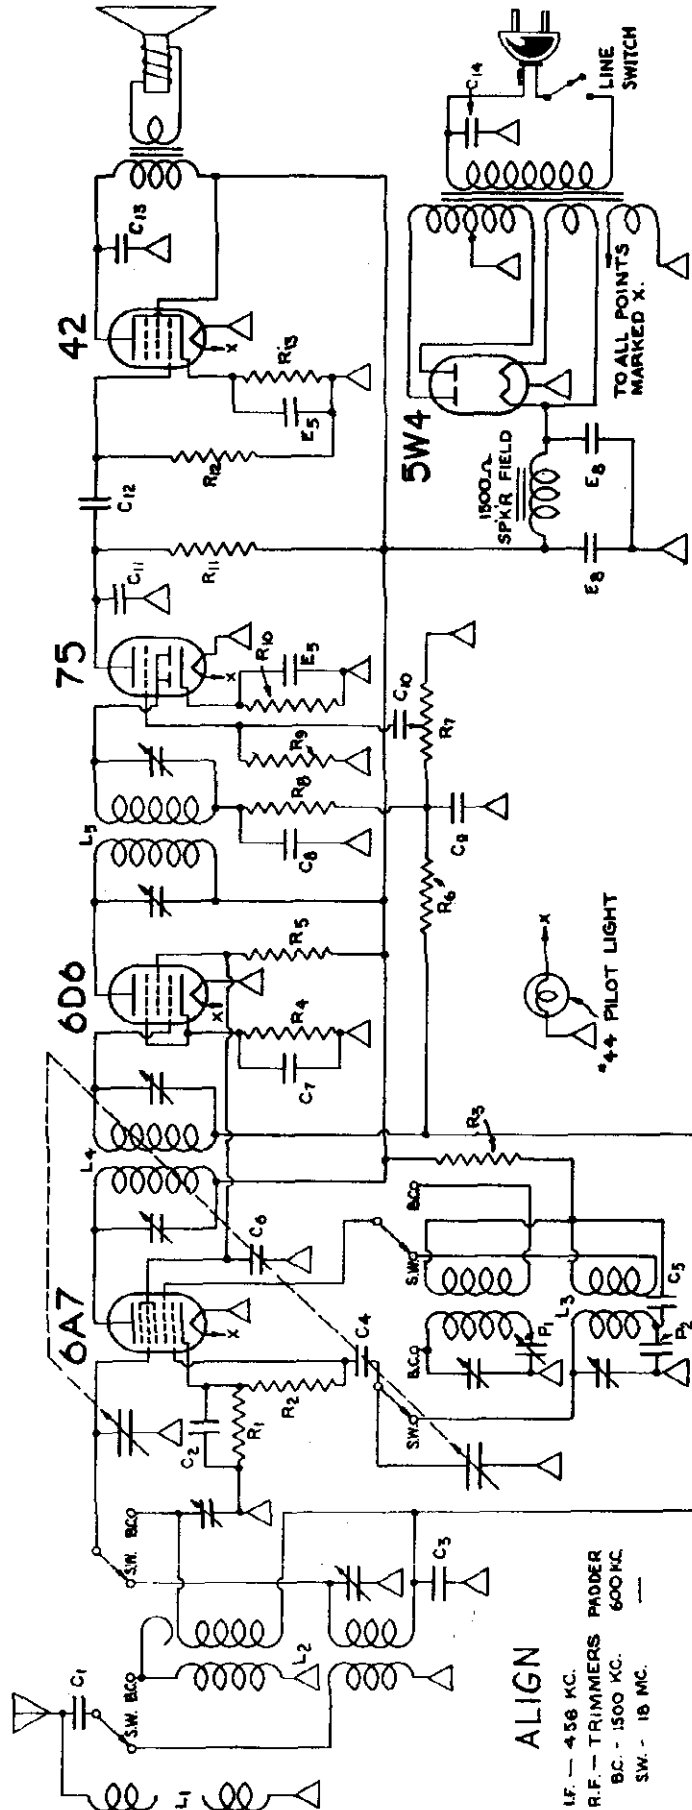 C1
L1
S.W.
B.C.
L2
S.W.
B.C.
C3
C2
R1
R2
6A7
C4
C6
S.W.
B.C.
P1
S.W.
B.C.
L3
C5
P2
R3
L4
6D6
X
X
C7
R4
R5
L5
C8
R8
R9
R6
C9
R7
C10
75
X
R10
E5
C11
R11
C12
R12
42
X
E5
R13
C13
5W4
1500Ω
SPK'R FIELD
E8
E8
C14
LINE
SWITCH
TO ALL POINTS
MARKED X.
X
#44 PILOT LIGHT
ALIGN
I.F. — 456 KC.
R.F. — TRIMMERS PADDER
B.C. - 1500 KC. 600 KC.
S.W. - 18 MC. —